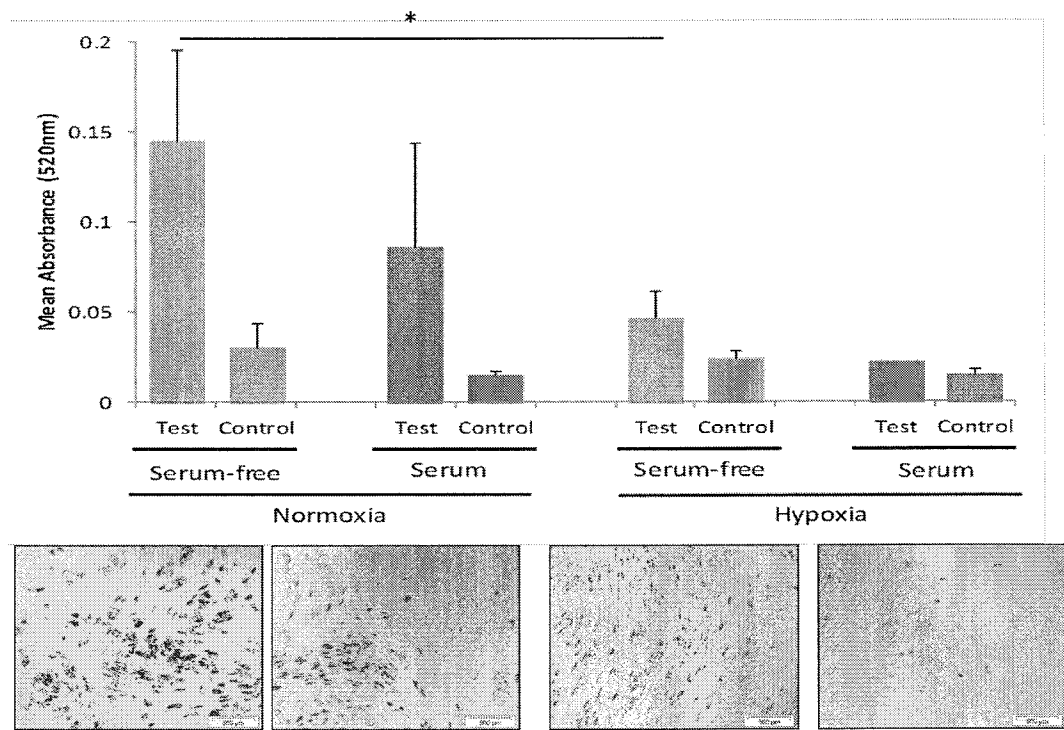 *
0.2
0.15
0.1
0.05
0
Mean Absorbance (520nm)
Test Control Test Control Test Control Test Control
Serum-free Serum Serum-free Serum
Normoxia Hypoxia